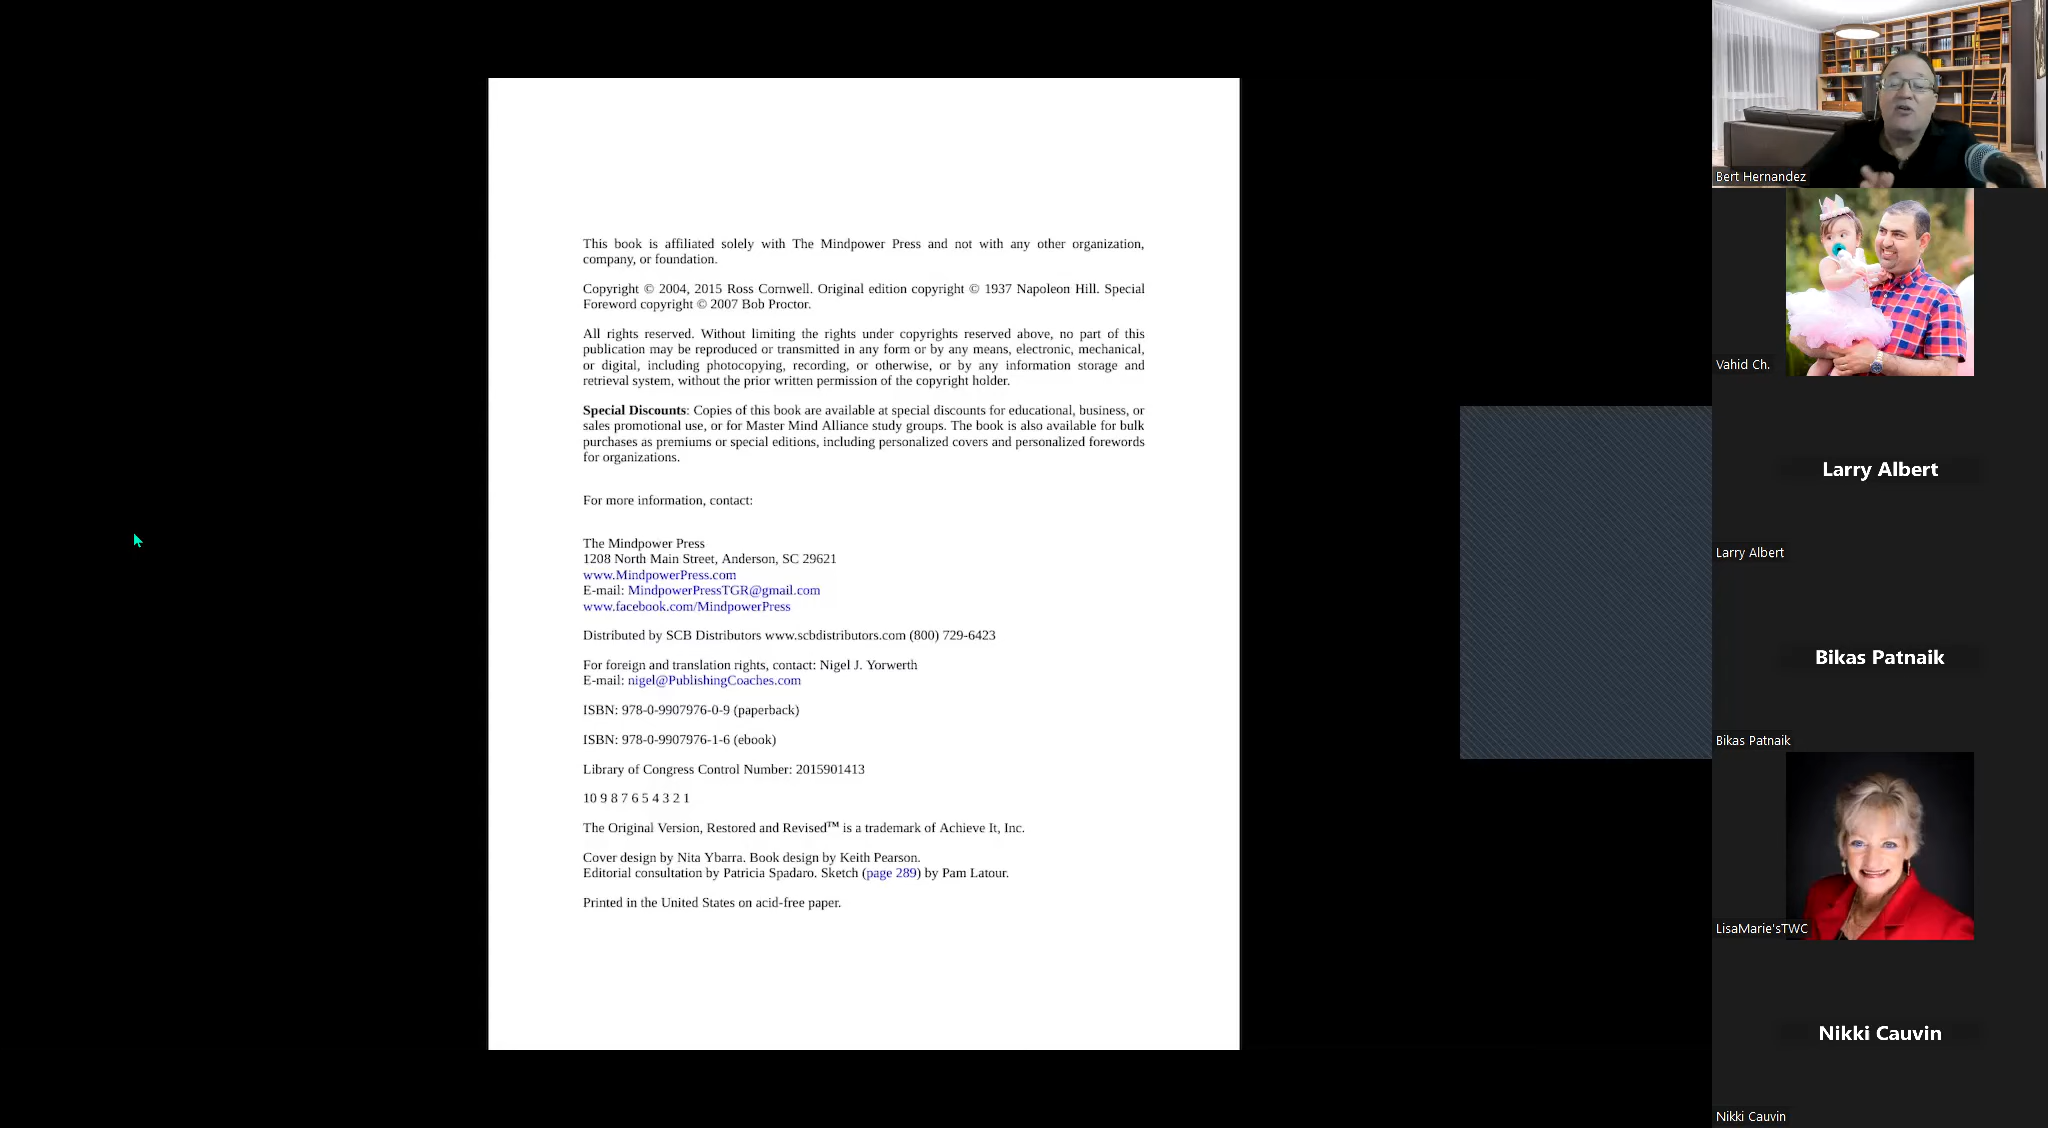 This book is affiliated solely with The Mindpower Press and not with any other organization,
company, or foundation.
Copyright © 2004, 2015 Ross Cornwell. Original edition copyright © 1937 Napoleon Hill. Special
Foreword copyright © 2007 Bob Proctor.
All rights reserved. Without limiting the rights under copyrights reserved above, no part of this
publication may be reproduced or transmitted in any form or by any means, electronic, mechanical,
or digital, including photocopying, recording, or otherwise, or by any information storage and
retrieval system, without the prior written permission of the copyright holder.
Special Discounts: Copies of this book are available at special discounts for educational, business, or
sales promotional use, or for Master Mind Alliance study groups. The book is also available for bulk
purchases as premiums or special editions, including personalized covers and personalized forewords
for organizations.
For more information, contact:
The Mindpower Press
1208 North Main Street, Anderson, SC 29621
www.MindpowerPress.com
E-mail: MindpowerPressTGR@gmail.com
www.facebook.com/MindpowerPress
Distributed by SCB Distributors www.scbdistributors.com (800) 729-6423
For foreign and translation rights, contact: Nigel J. Yorwerth
E-mail: nigel@PublishingCoaches.com
ISBN: 978-0-9907976-0-9 (paperback)
ISBN: 978-0-9907976-1-6 (ebook)
Library of Congress Control Number: 2015901413
10 9 8 7 6 5 4 3 2 1
The Original Version, Restored and Revised™ is a trademark of Achieve It, Inc.
Cover design by Nita Ybarra. Book design by Keith Pearson.
Editorial consultation by Patricia Spadaro. Sketch (page 289) by Pam Latour.
Printed in the United States on acid-free paper.
Bert Hernandez
Vahid Ch.
Larry Albert
Larry Albert
Bikas Patnaik
Bikas Patnaik
LisaMarie'sTWC
Nikki Cauvin
Nikki Cauvin